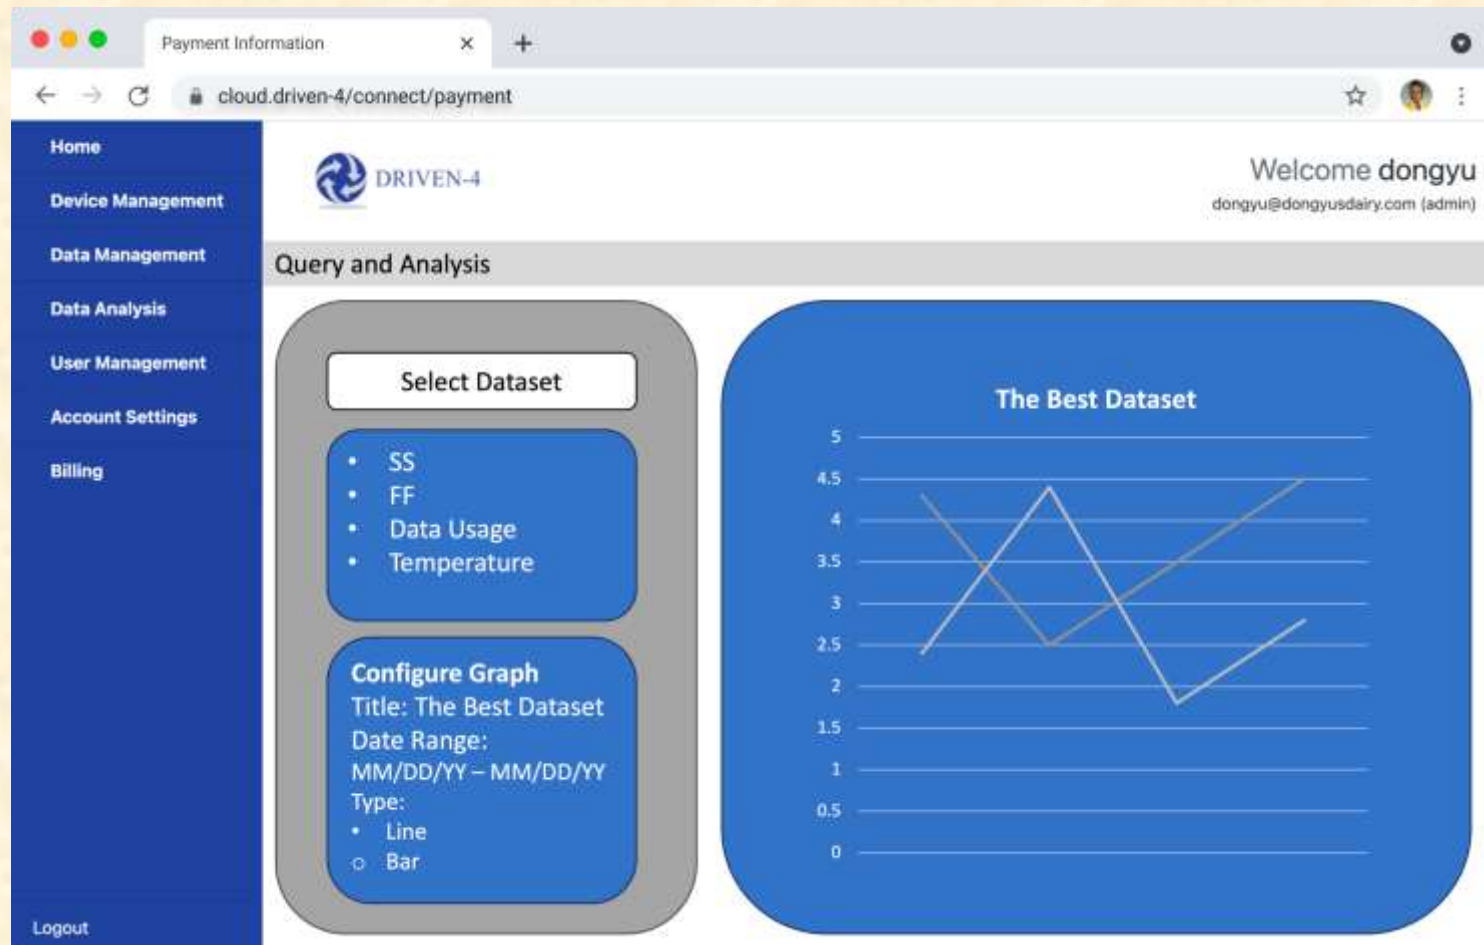 Payment Information
cloud.driven-4/connect/payment
Home
Device Management
Data Management
Data Analysis
User Management
Account Settings
Billing
Logout
DRIVEN-4
Welcome dongyu
dongyu@dongyusdairy.com (admin)
Query and Analysis
Select Dataset
• SS
• FF
• Data Usage
• Temperature
Configure Graph
Title: The Best Dataset
Date Range:
MM/DD/YY – MM/DD/YY
Type:
• Line
○ Bar
The Best Dataset
5
4.5
4
3.5
3
2.5
2
1.5
1
0.5
0